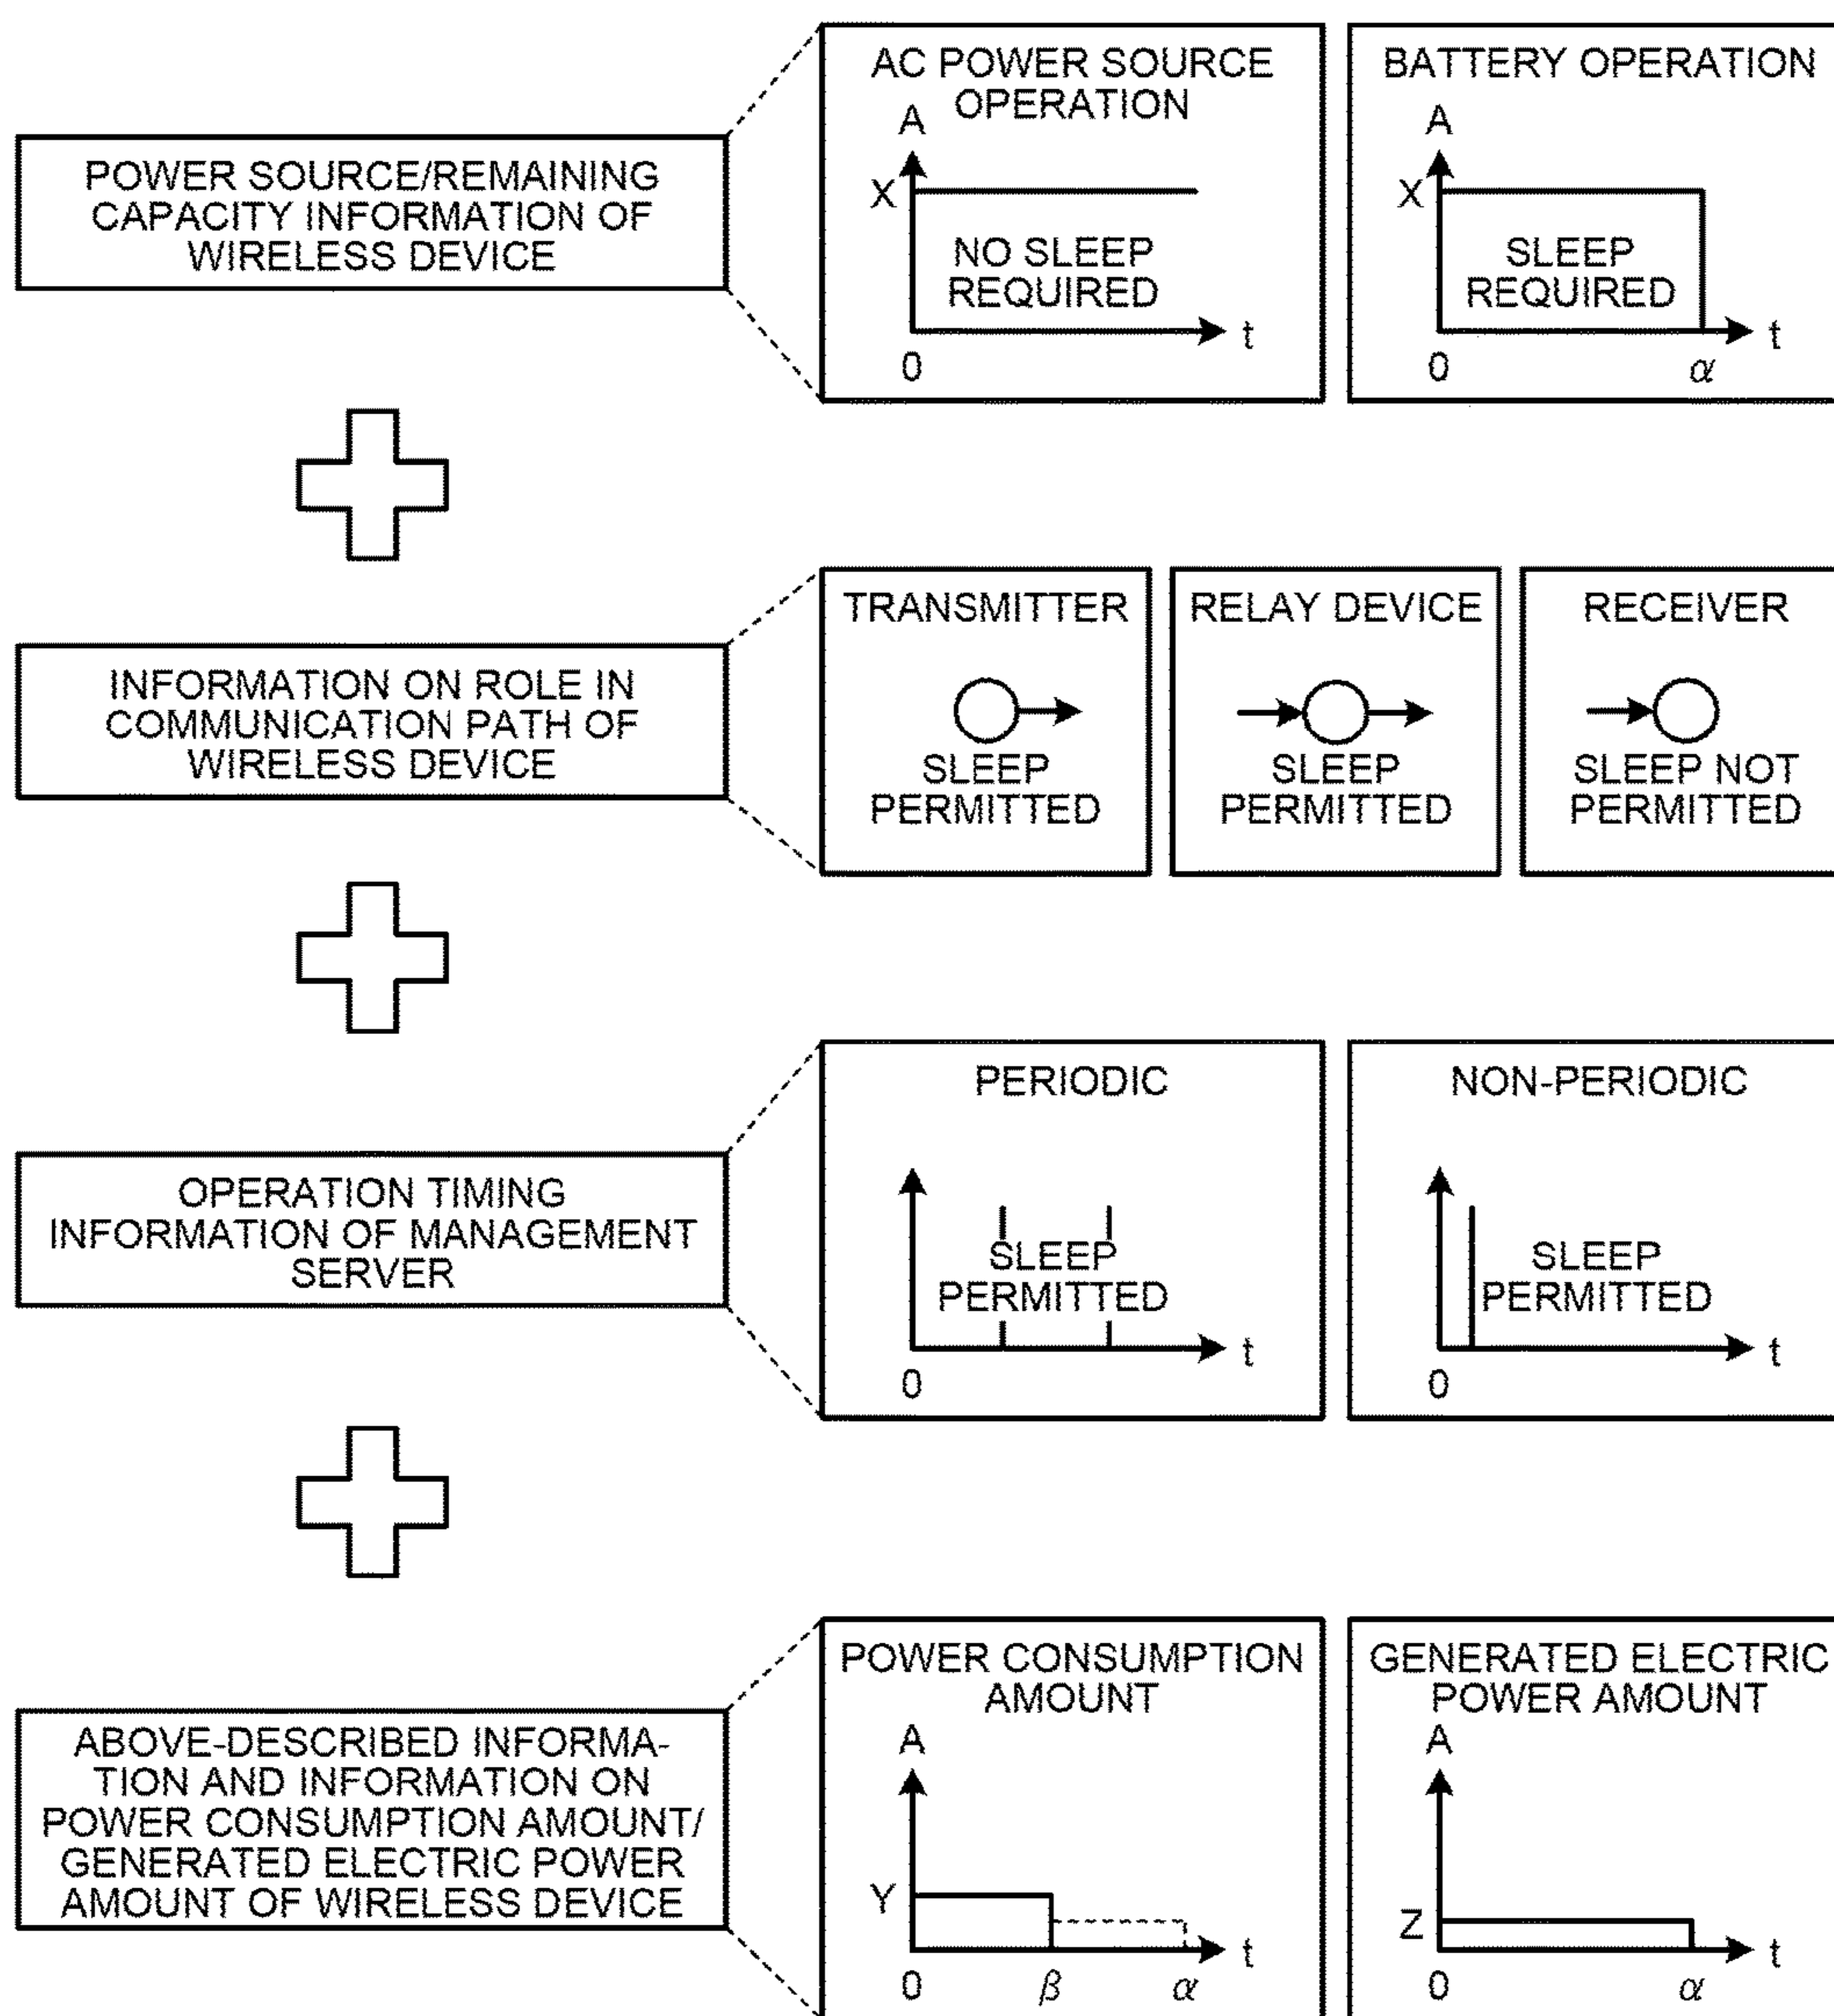 POWER SOURCE/REMAINING
CAPACITY INFORMATION OF
WIRELESS DEVICE
AC POWER SOURCE
OPERATION
A
X
NO SLEEP
REQUIRED
t
0
BATTERY OPERATION
A
X
SLEEP
REQUIRED
t
0
α
INFORMATION ON ROLE IN
COMMUNICATION PATH OF
WIRELESS DEVICE
TRANSMITTER
SLEEP
PERMITTED
RELAY DEVICE
SLEEP
PERMITTED
RECEIVER
SLEEP NOT
PERMITTED
OPERATION TIMING
INFORMATION OF MANAGEMENT
SERVER
PERIODIC
SLEEP
PERMITTED
t
0
NON-PERIODIC
SLEEP
PERMITTED
t
0
ABOVE-DESCRIBED INFORMA-
TION AND INFORMATION ON
POWER CONSUMPTION AMOUNT/
GENERATED ELECTRIC POWER
AMOUNT OF WIRELESS DEVICE
POWER CONSUMPTION
AMOUNT
A
Y
t
0
β
α
GENERATED ELECTRIC
POWER AMOUNT
A
Z
t
0
α